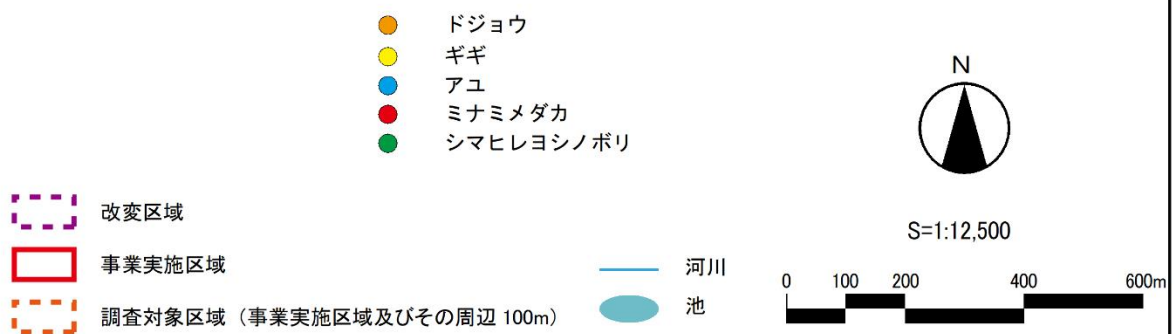 ドジョウ
ギギ
アユ
ミナミメダカ
シマヒレヨシノボリ
N
S=1:12,500
改変区域
事業実施区域
調査対象区域（事業実施区域及びその周辺 100m）
河川
池
0 100 200 400 600m